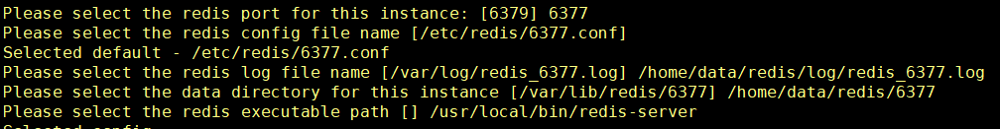 Please select the redis port for this instance: [6379] 6377
Please select the redis config file name [/etc/redis/6377.conf]
Selected default - /etc/redis/6377.conf
Please select the redis log file name [/var/log/redis_6377.log] /home/data/redis/log/redis_6377.log
Please select the data directory for this instance [/var/lib/redis/6377] /home/data/redis/6377
Please select the redis executable path [] /usr/local/bin/redis-server
Selected config